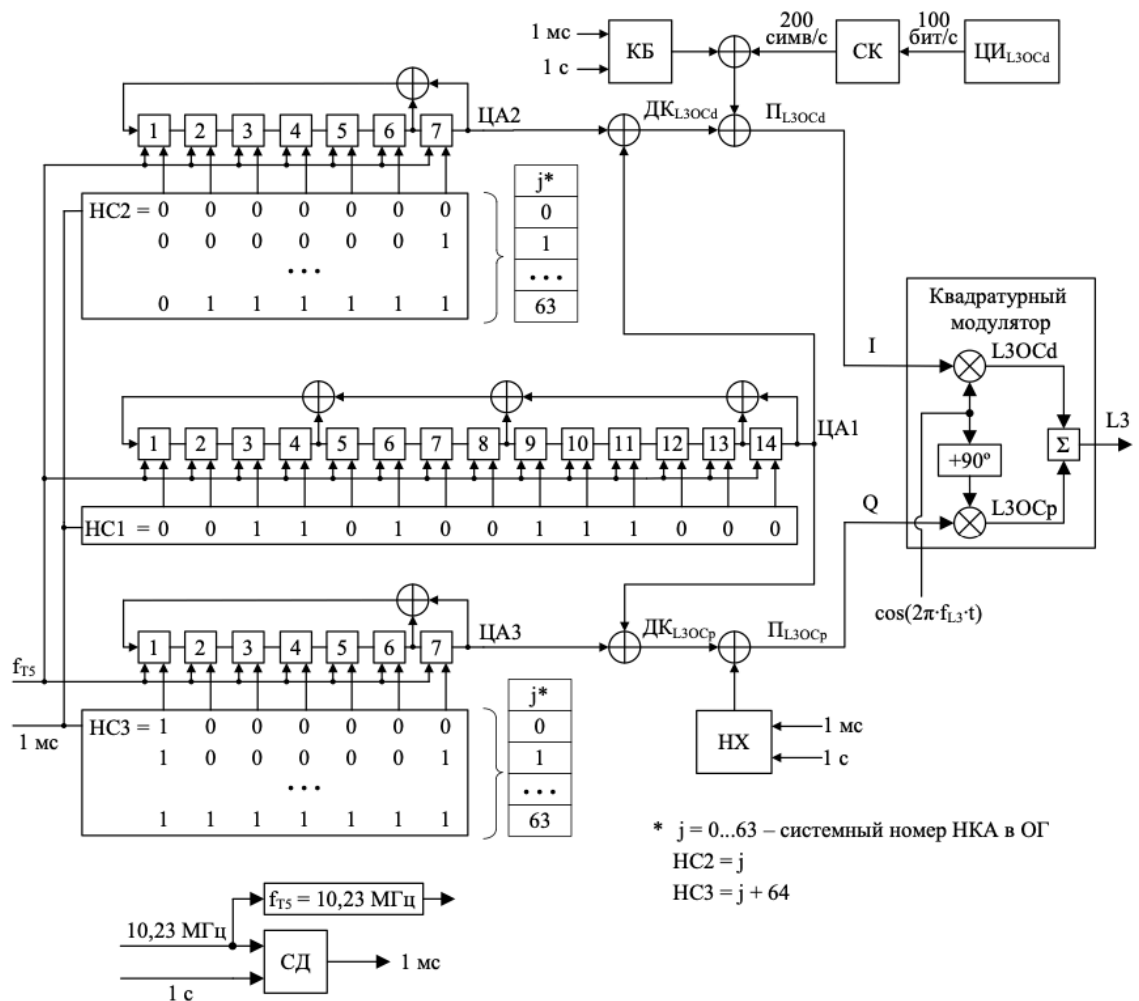 1 мс
1 с
КБ
200
симв/с
СК
100
бит/с
ЦИL3OCd
1 2 3 4 5 6 7
ЦА2
ДКL3OCd
ПL3OCd
НС2 = 0 0 0 0 0 0 0
0 0 0 0 0 0 1
• • •
0 1 1 1 1 1 1
j*
0
1
• • •
63
Квадратурный
модулятор
I
L3OCd
+90º
Σ
L3
Q
L3OCp
cos(2π·fL3·t)
1 2 3 4 5 6 7 8 9 10 11 12 13 14
ЦА1
НС1 = 0 0 1 1 0 1 0 0 1 1 1 0 0 0
1 2 3 4 5 6 7
ЦА3
ДКL3OCp
ПL3OCp
fT5
1 мс
НС3 = 1 0 0 0 0 0 0
1 0 0 0 0 0 1
• • •
1 1 1 1 1 1 1
j*
0
1
• • •
63
НХ
1 мс
1 с
* j = 0...63 – системный номер НКА в ОГ
НС2 = j
НС3 = j + 64
fT5 = 10,23 МГц
10,23 МГц
1 с
СД
1 мс